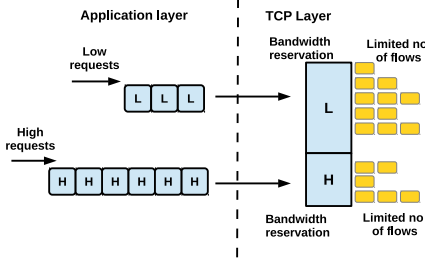 Application layer
TCP Layer
Low
requests
Bandwidth
reservation
Limited no
of flows
L L L
L
High
requests
H H H H H H
H
Bandwidth
reservation
Limited no
of flows